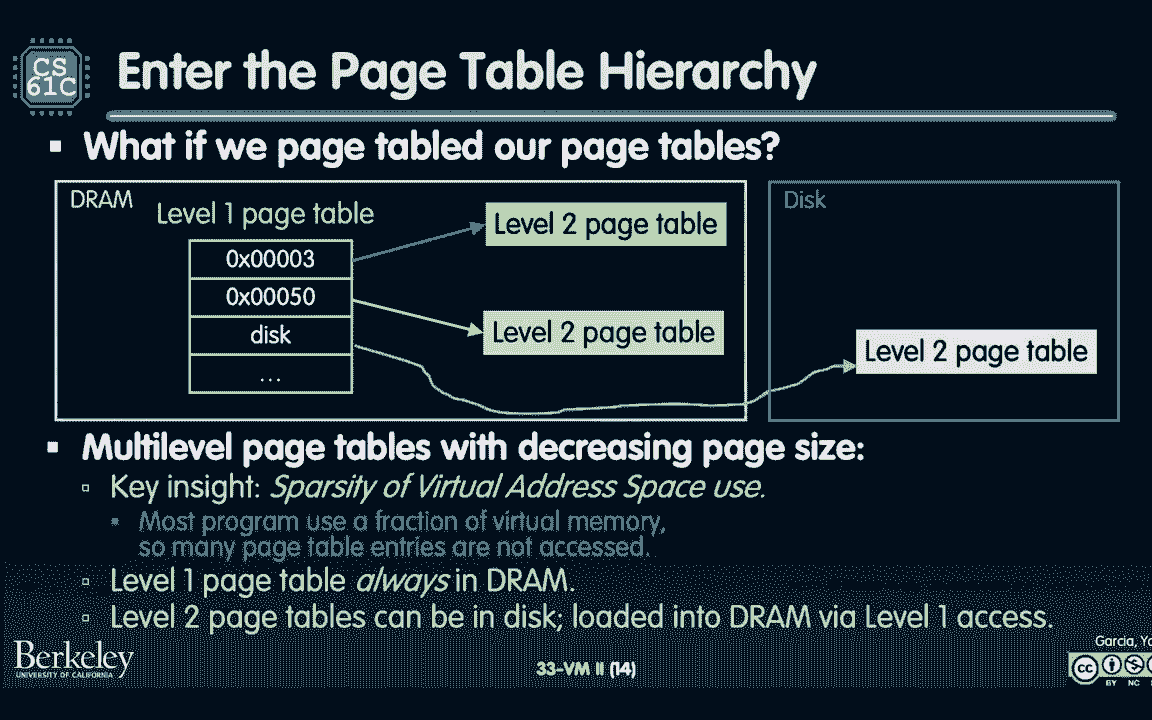 CS
61C
Enter the Page Table Hierarchy
▪ What if we page tabled our page tables?
DRAM
Level 1 page table
0x00003
0x00050
disk
...
Level 2 page table
Level 2 page table
Disk
Level 2 page table
▪ Multilevel page tables with decreasing page size:
▫ Key insight: Sparsity of Virtual Address Space use.
▪ Most program use a fraction of virtual memory,
so many page table entries are not accessed.
▫ Level 1 page table always in DRAM.
▫ Level 2 page tables can be in disk; loaded into DRAM via Level 1 access.
Berkeley
UNIVERSITY OF CALIFORNIA
33-VM II (14)
Garcia,
cc
BY NC